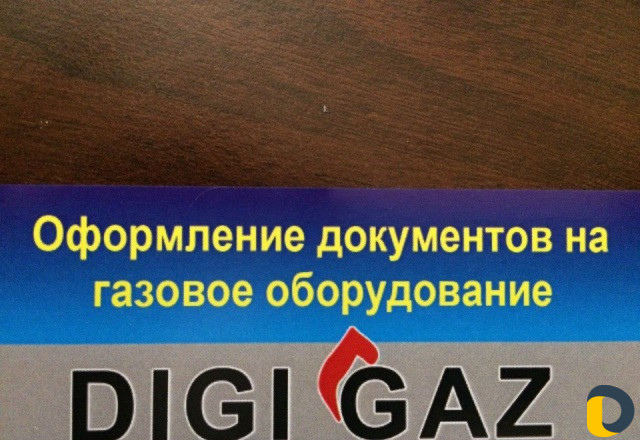 Оформление документов на
газовое оборудование
DIGI GAZ